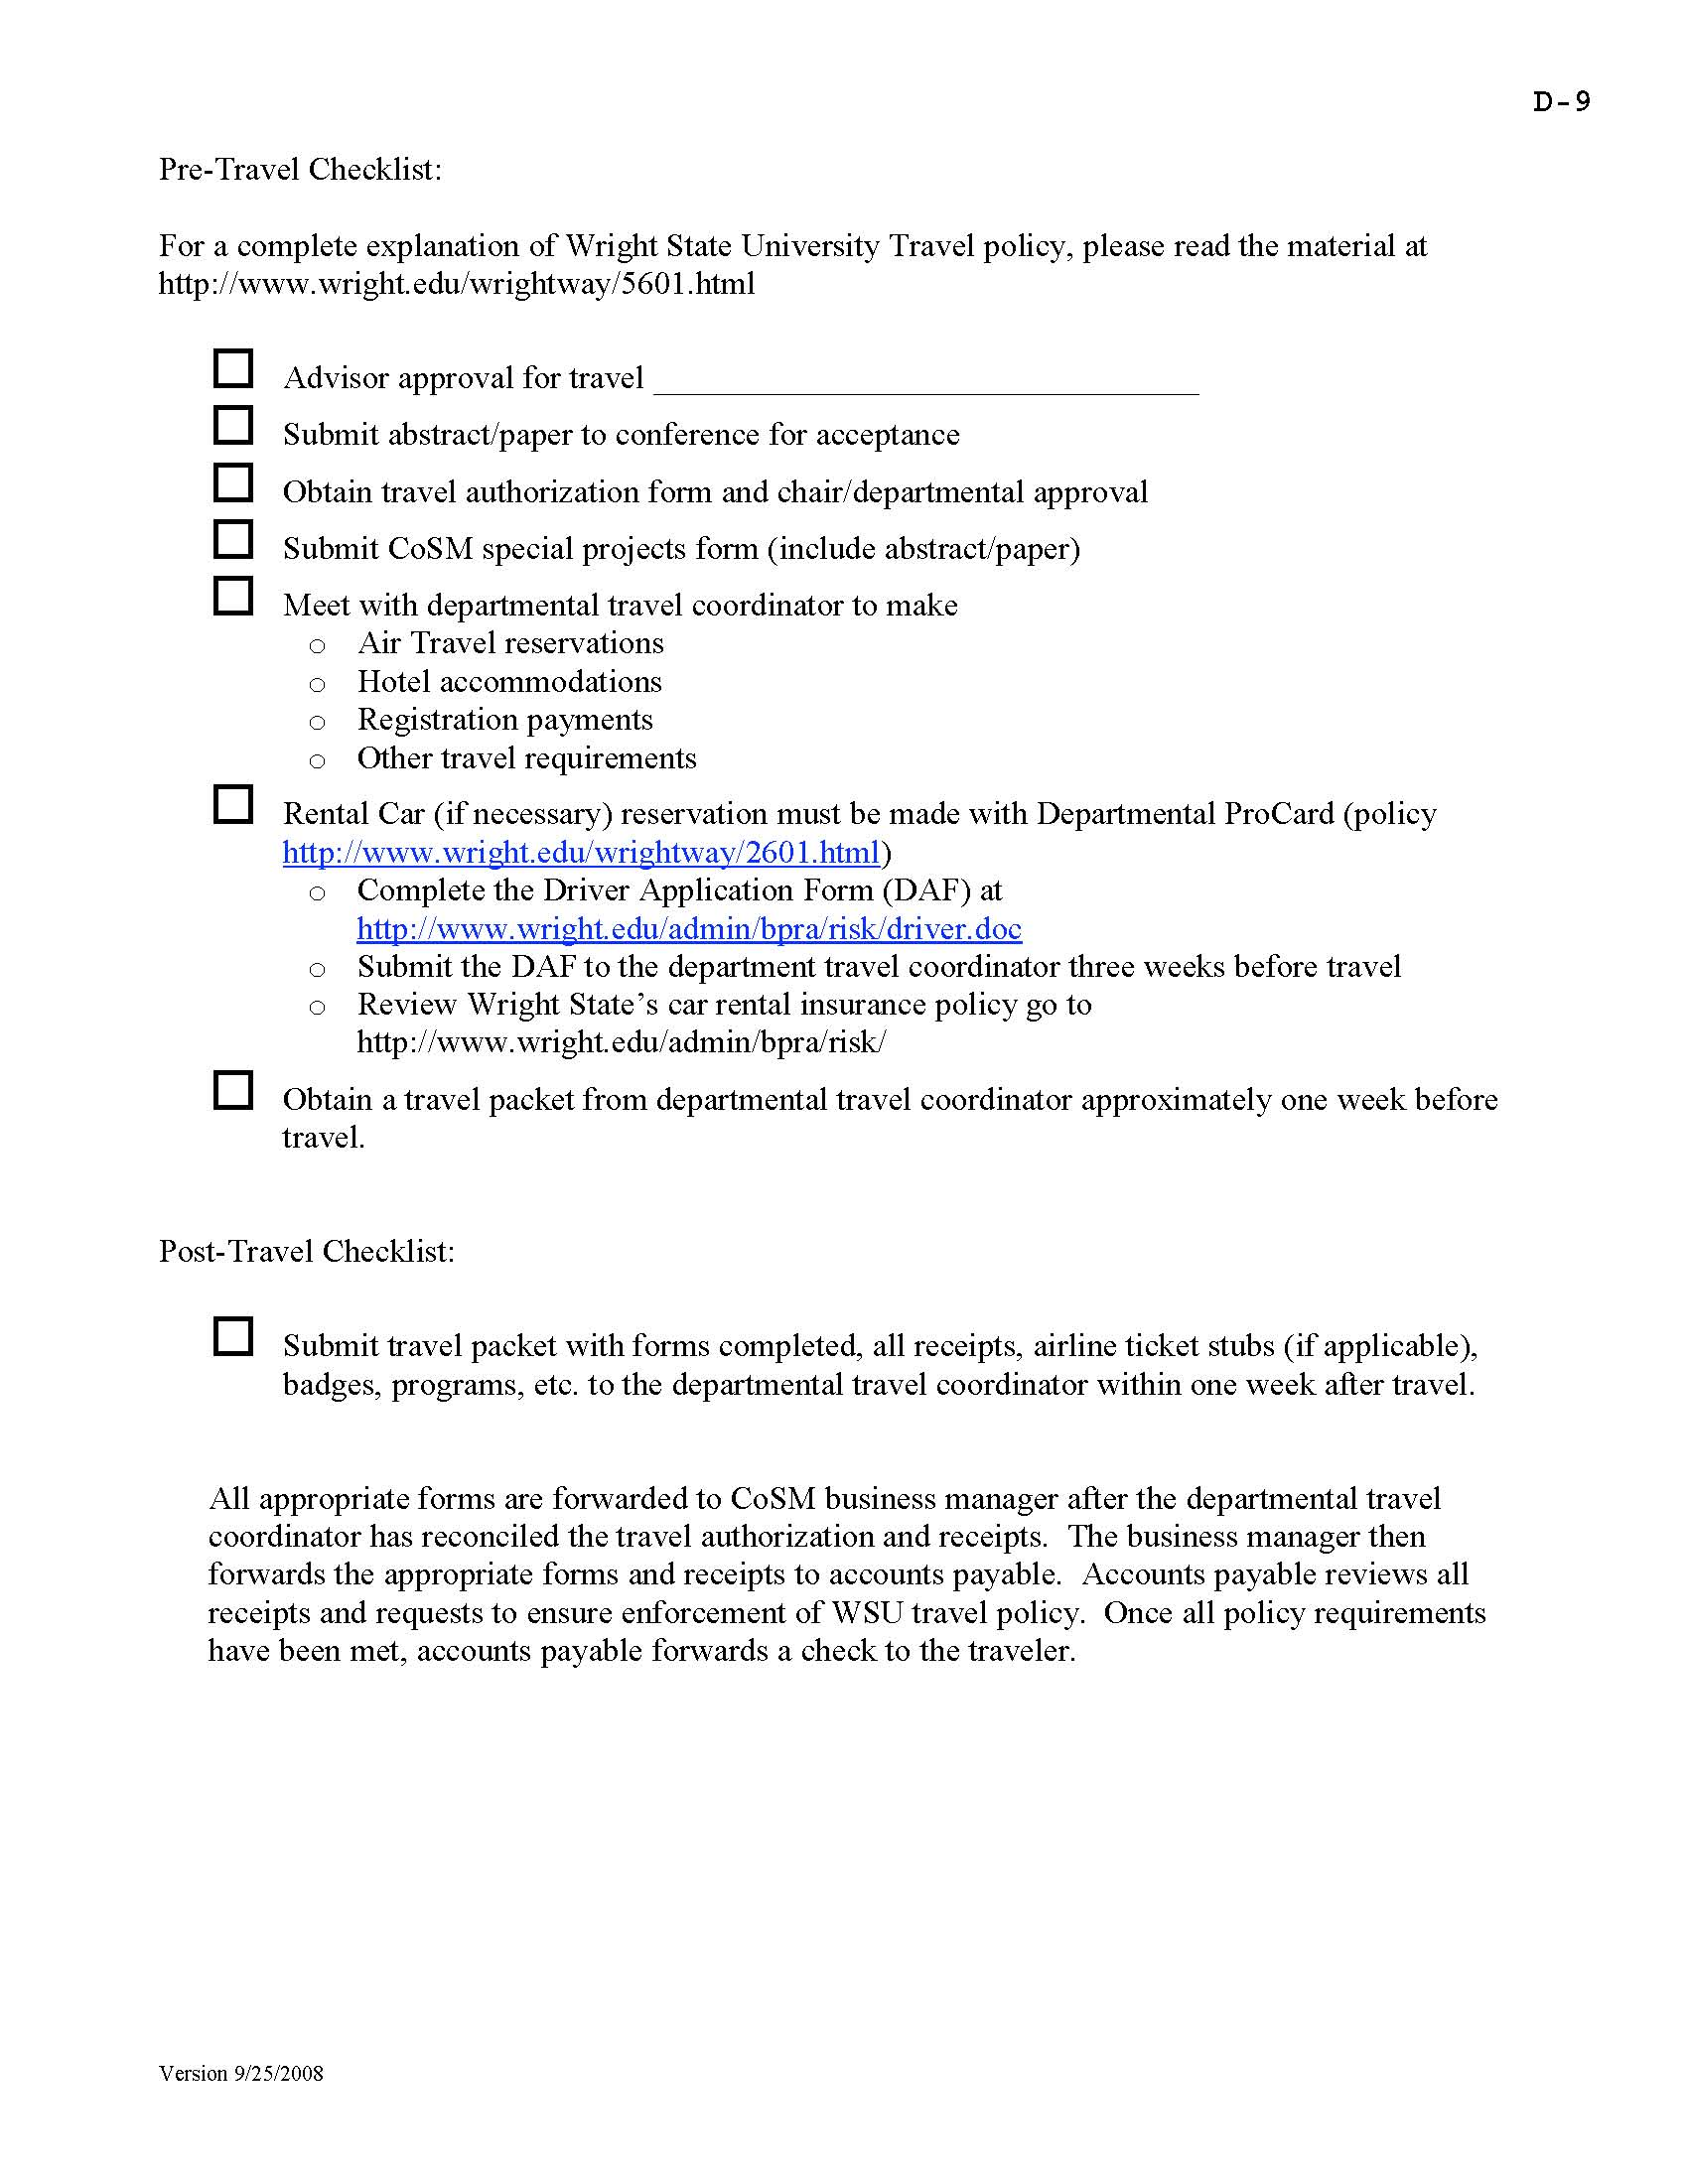 D-9
Pre-Travel Checklist:
For a complete explanation of Wright State University Travel policy, please read the material at
http://www.wright.edu/wrightway/5601.html
Advisor approval for travel ___________________________________
Submit abstract/paper to conference for acceptance
Obtain travel authorization form and chair/departmental approval
Submit CoSM special projects form (include abstract/paper)
Meet with departmental travel coordinator to make
o Air Travel reservations
o Hotel accommodations
o Registration payments
o Other travel requirements
Rental Car (if necessary) reservation must be made with Departmental ProCard (policy
http://www.wright.edu/wrightway/2601.html)
o Complete the Driver Application Form (DAF) at
http://www.wright.edu/admin/bpra/risk/driver.doc
o Submit the DAF to the department travel coordinator three weeks before travel
o Review Wright State’s car rental insurance policy go to
http://www.wright.edu/admin/bpra/risk/
Obtain a travel packet from departmental travel coordinator approximately one week before
travel.
Post-Travel Checklist:
Submit travel packet with forms completed, all receipts, airline ticket stubs (if applicable),
badges, programs, etc. to the departmental travel coordinator within one week after travel.
All appropriate forms are forwarded to CoSM business manager after the departmental travel
coordinator has reconciled the travel authorization and receipts.  The business manager then
forwards the appropriate forms and receipts to accounts payable.  Accounts payable reviews all
receipts and requests to ensure enforcement of WSU travel policy.  Once all policy requirements
have been met, accounts payable forwards a check to the traveler.
Version 9/25/2008